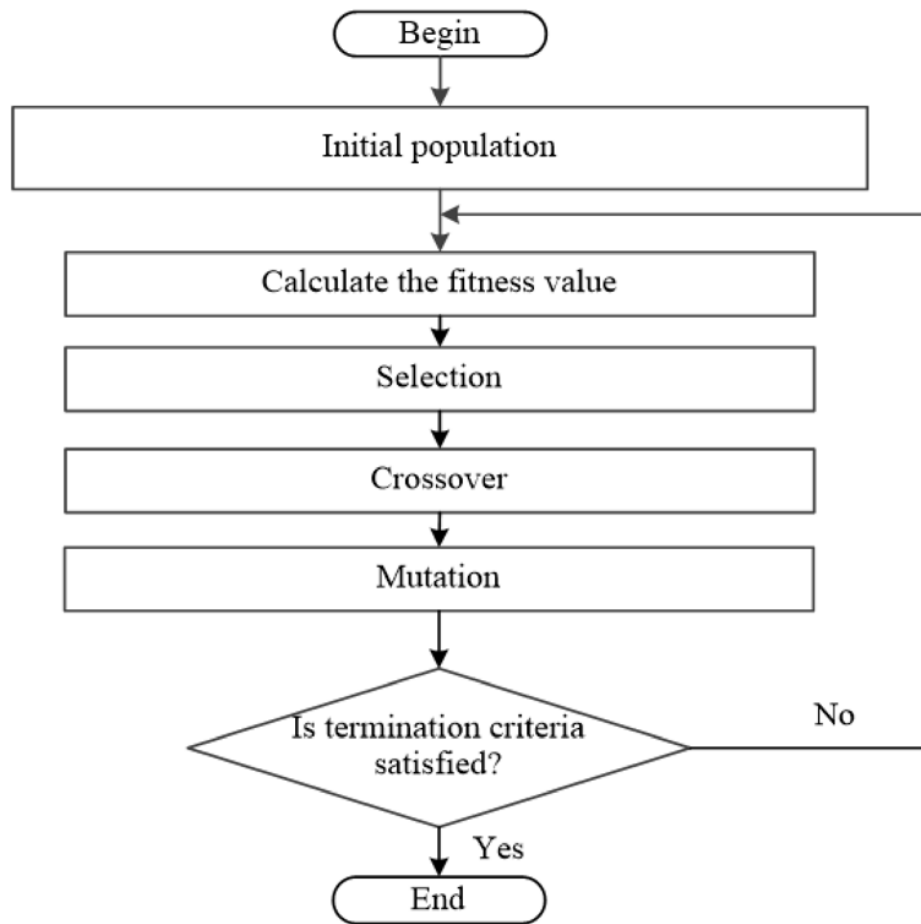 Begin
Initial population
Calculate the fitness value
Selection
Crossover
Mutation
Is termination criteria
satisfied?
No
Yes
End